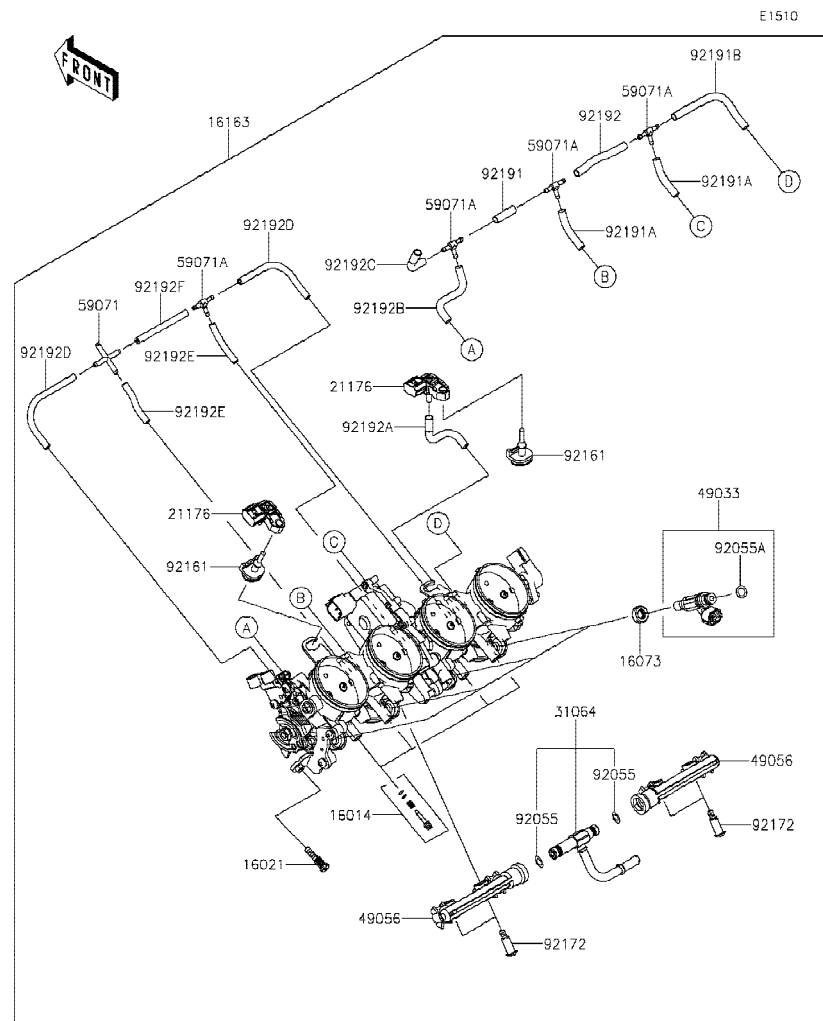 E1510
FRONT
92191B
59071A
92192
16163
59071A
92191
92191A
D
59071A
C
92192D
92191A
59071A
92192C
B
92192F
59071
92192B
A
92192D
92192E
21176
92192E
92192A
92161
49033
21176
D
92055A
C
92161
B
A
16073
31064
49056
92055
92055
16014
92172
16021
49056
92172